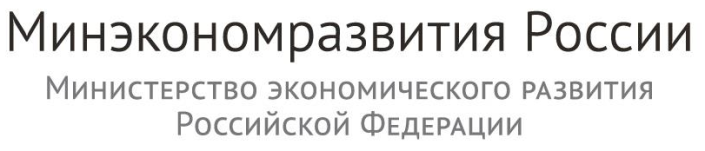 Минэкономразвития России
Министерство экономического развития
Российской Федерации